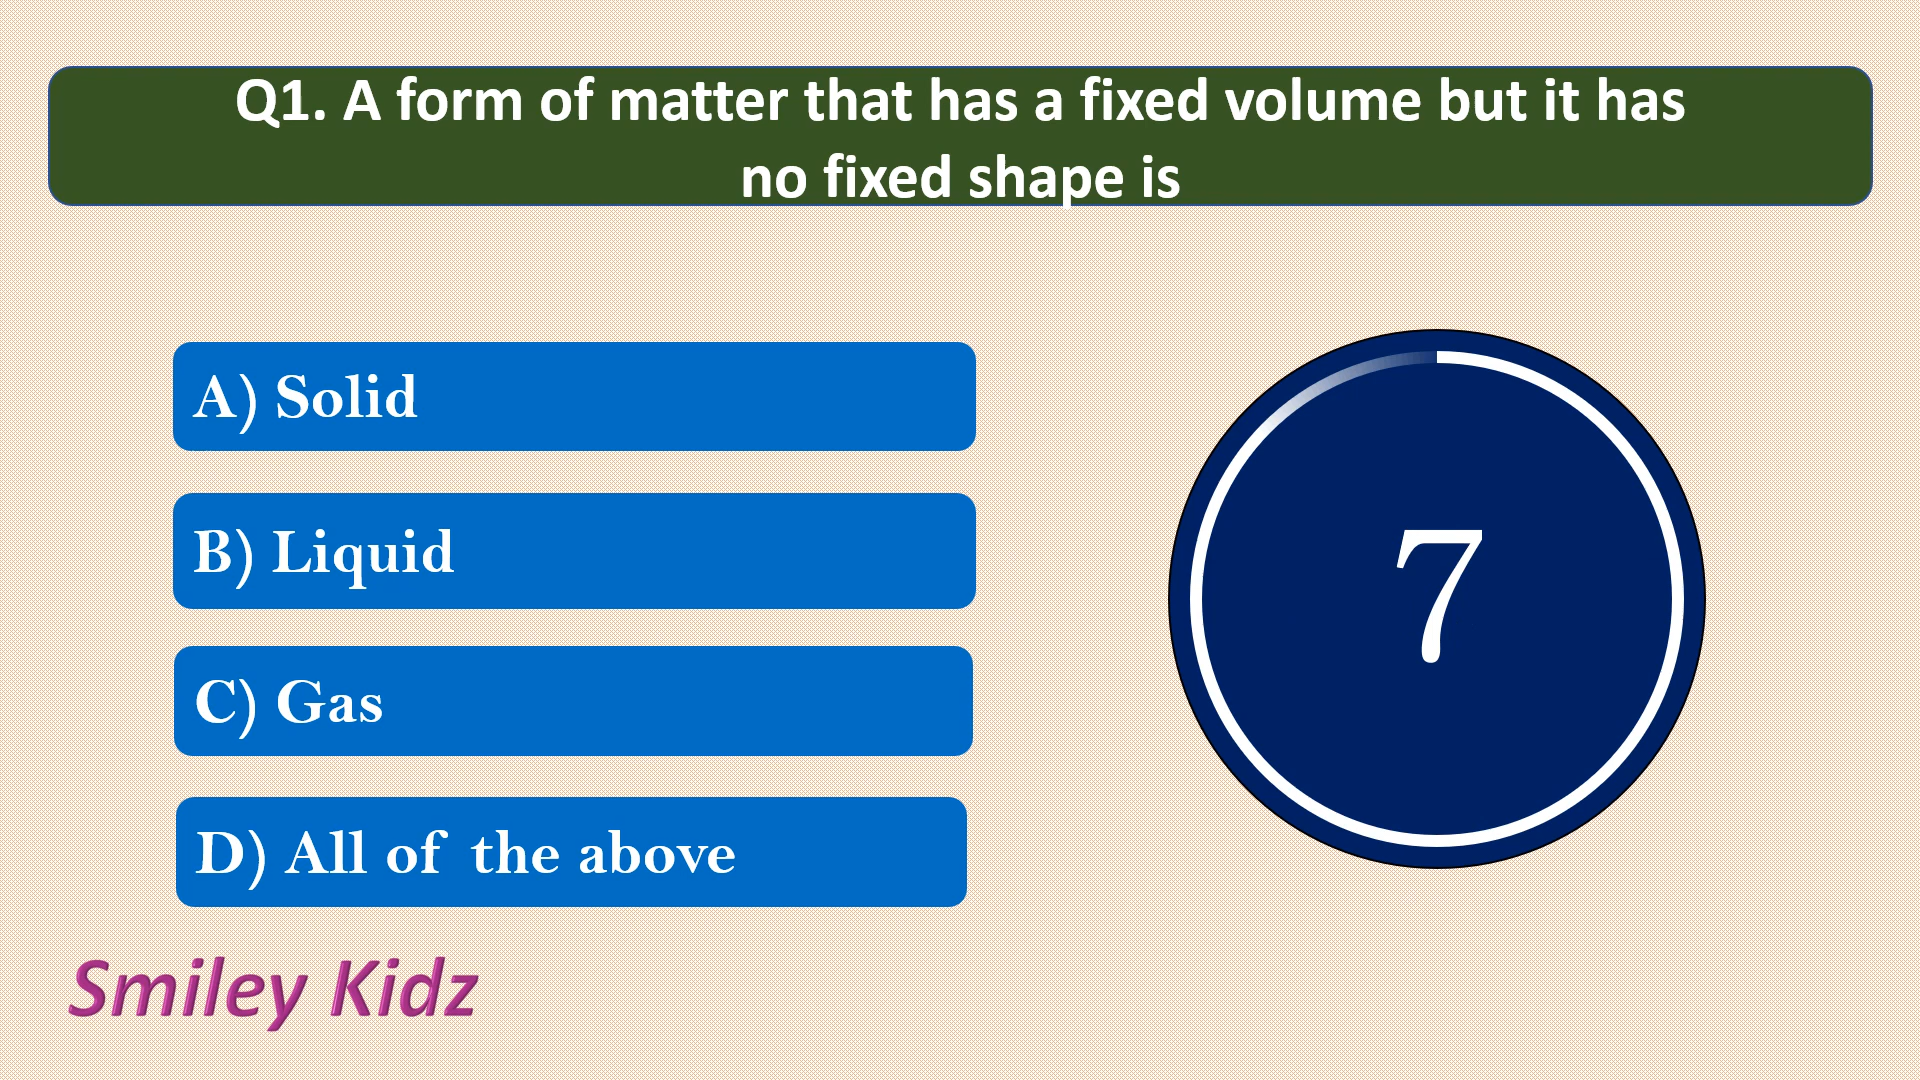 Q1. A form of matter that has a fixed volume but it has
no fixed shape is
A) Solid
B) Liquid
C) Gas
D) All of the above
7
Smiley Kidz